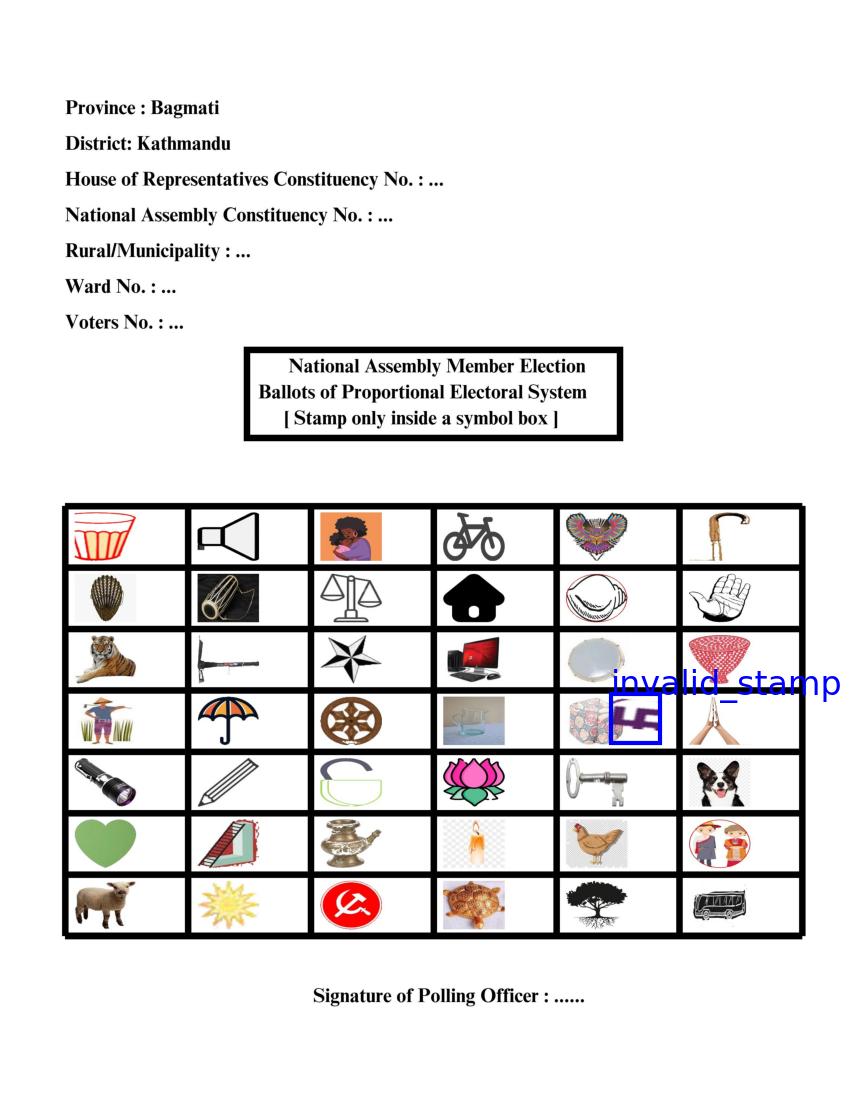 Province : Bagmati
District: Kathmandu
House of Representatives Constituency No. : ...
National Assembly Constituency No. : ...
Rural/Municipality : ...
Ward No. : ...
Voters No. : ...
National Assembly Member Election
Ballots of Proportional Electoral System
[ Stamp only inside a symbol box ]
invalid_stamp
Signature of Polling Officer : ......